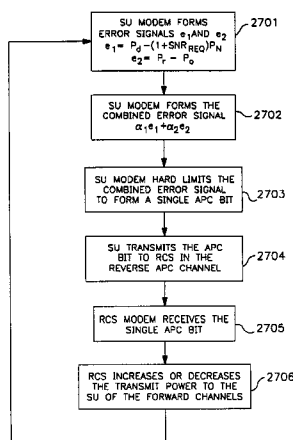 SU MODEM FORMS
ERROR SIGNALS e1 AND e2
e1 = Pd-(1+SNRREQ)PN
e2 = Pr - Po
2701
SU MODEM FORMS THE
COMBINED ERROR SIGNAL
α1e1+α2e2
2702
SU MODEM HARD LIMITS THE
COMBINED ERROR SIGNAL
TO FORM A SINGLE APC BIT
2703
SU TRANSMITS THE APC
BIT TO RCS IN THE
REVERSE APC CHANNEL
2704
RCS MODEM RECEIVES THE
SINGLE APC BIT
2705
RCS INCREASES OR DECREASES
THE TRANSMIT POWER TO THE
SU OF THE FORWARD CHANNELS
2706